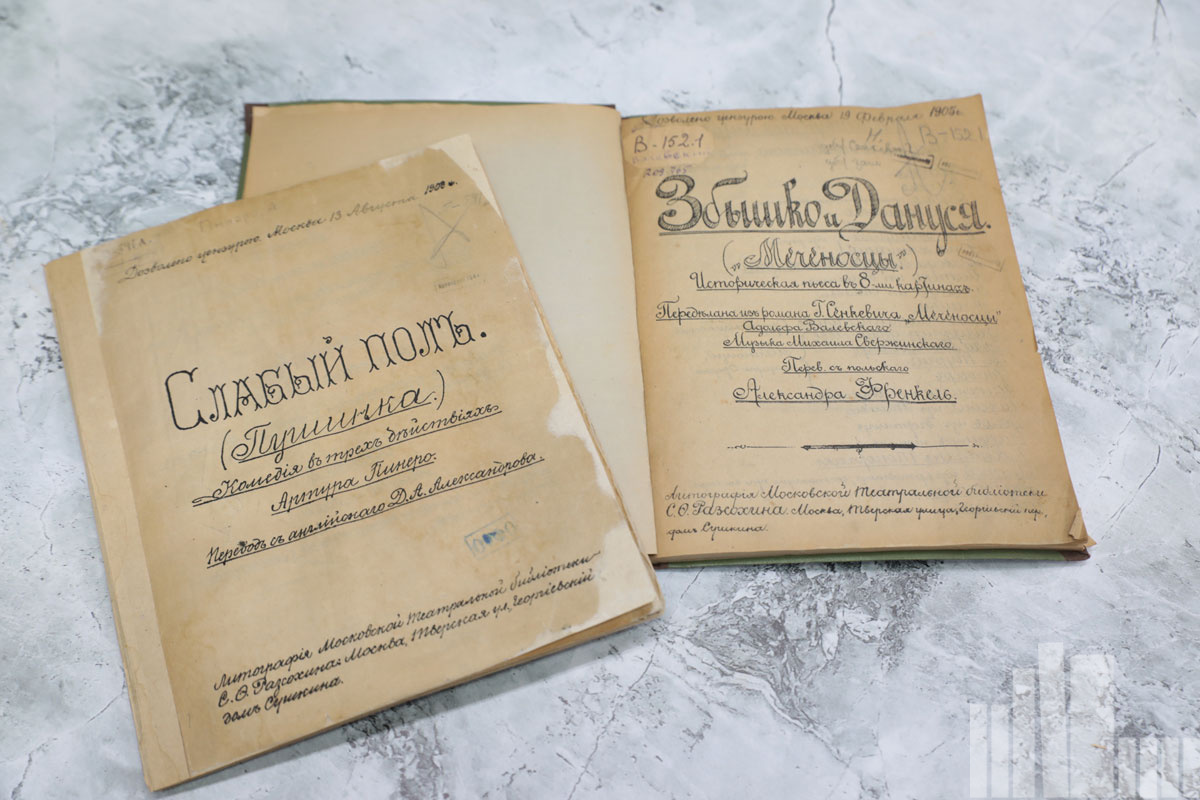 Дозволено цензурою. Москва 13 Августа
Слабый полъ.
(Пушинка.)
Комедія въ трехъ дѣйствіяхъ
Артура Пинеро.
Переводъ съ англійскаго Д.А. Александрова.
Литографія Московской Театральной библіотеки
С.Ѳ. Разсохина. Москва, Тверская ул, Георгіевскій
домъ Сушкина.
Дозволено цензурою Москва 19 Февраля 1905 г.
В-152.1
В-152.1
Збышко и Дануся.
(„Меченосцы.")
Историческая пьеса въ 8-ми картинахъ.
Передѣлана изъ романа Г. Сенкевича „Меченосцы"
Адольфа Валевскаго
Музыка Михаила Свержинскаго.
Перев. съ польскаго
Александра Френкель.
Литографія Московской Театральной библіотеки
С.Ѳ. Разсохина. Москва, Тверская улица, Георгіевскій пер,
домъ Сушкина.